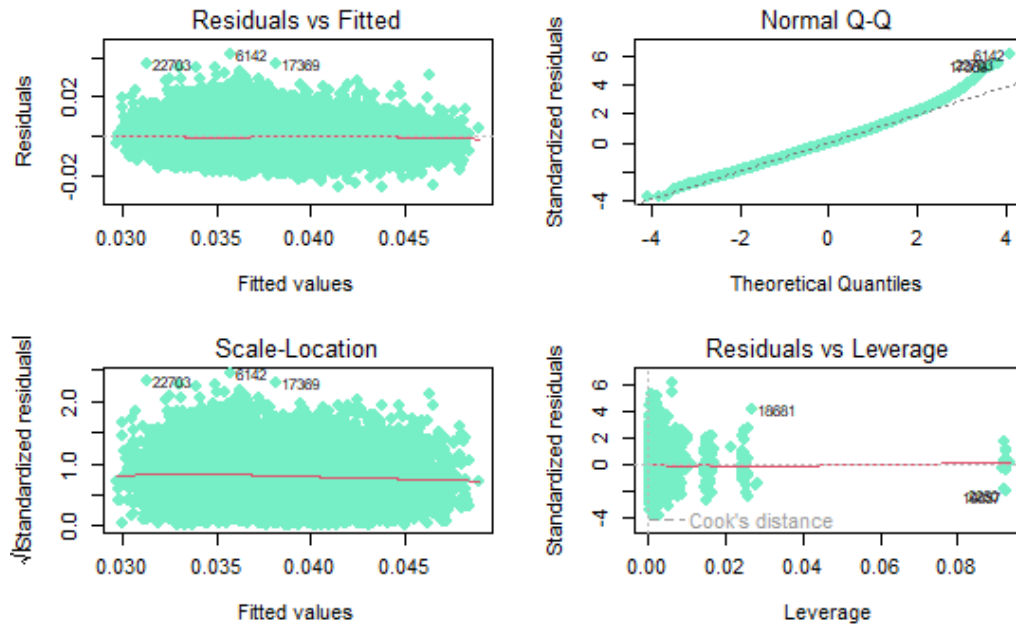 Residuals vs Fitted
Residuals
0.02
-0.02
22703
6142
17369
0.030 0.035 0.040 0.045
Fitted values
Normal Q-Q
Standardized residuals
6
4
2
0
-4
6142
-4 -2 0 2 4
Theoretical Quantiles
Scale-Location
√|Standardized residuals|
2.0
1.0
0.0
22703
6142
17369
0.030 0.035 0.040 0.045
Fitted values
Residuals vs Leverage
Standardized residuals
6
4
2
0
-4
18681
Cook's distance
0.00 0.02 0.04 0.06 0.08
Leverage